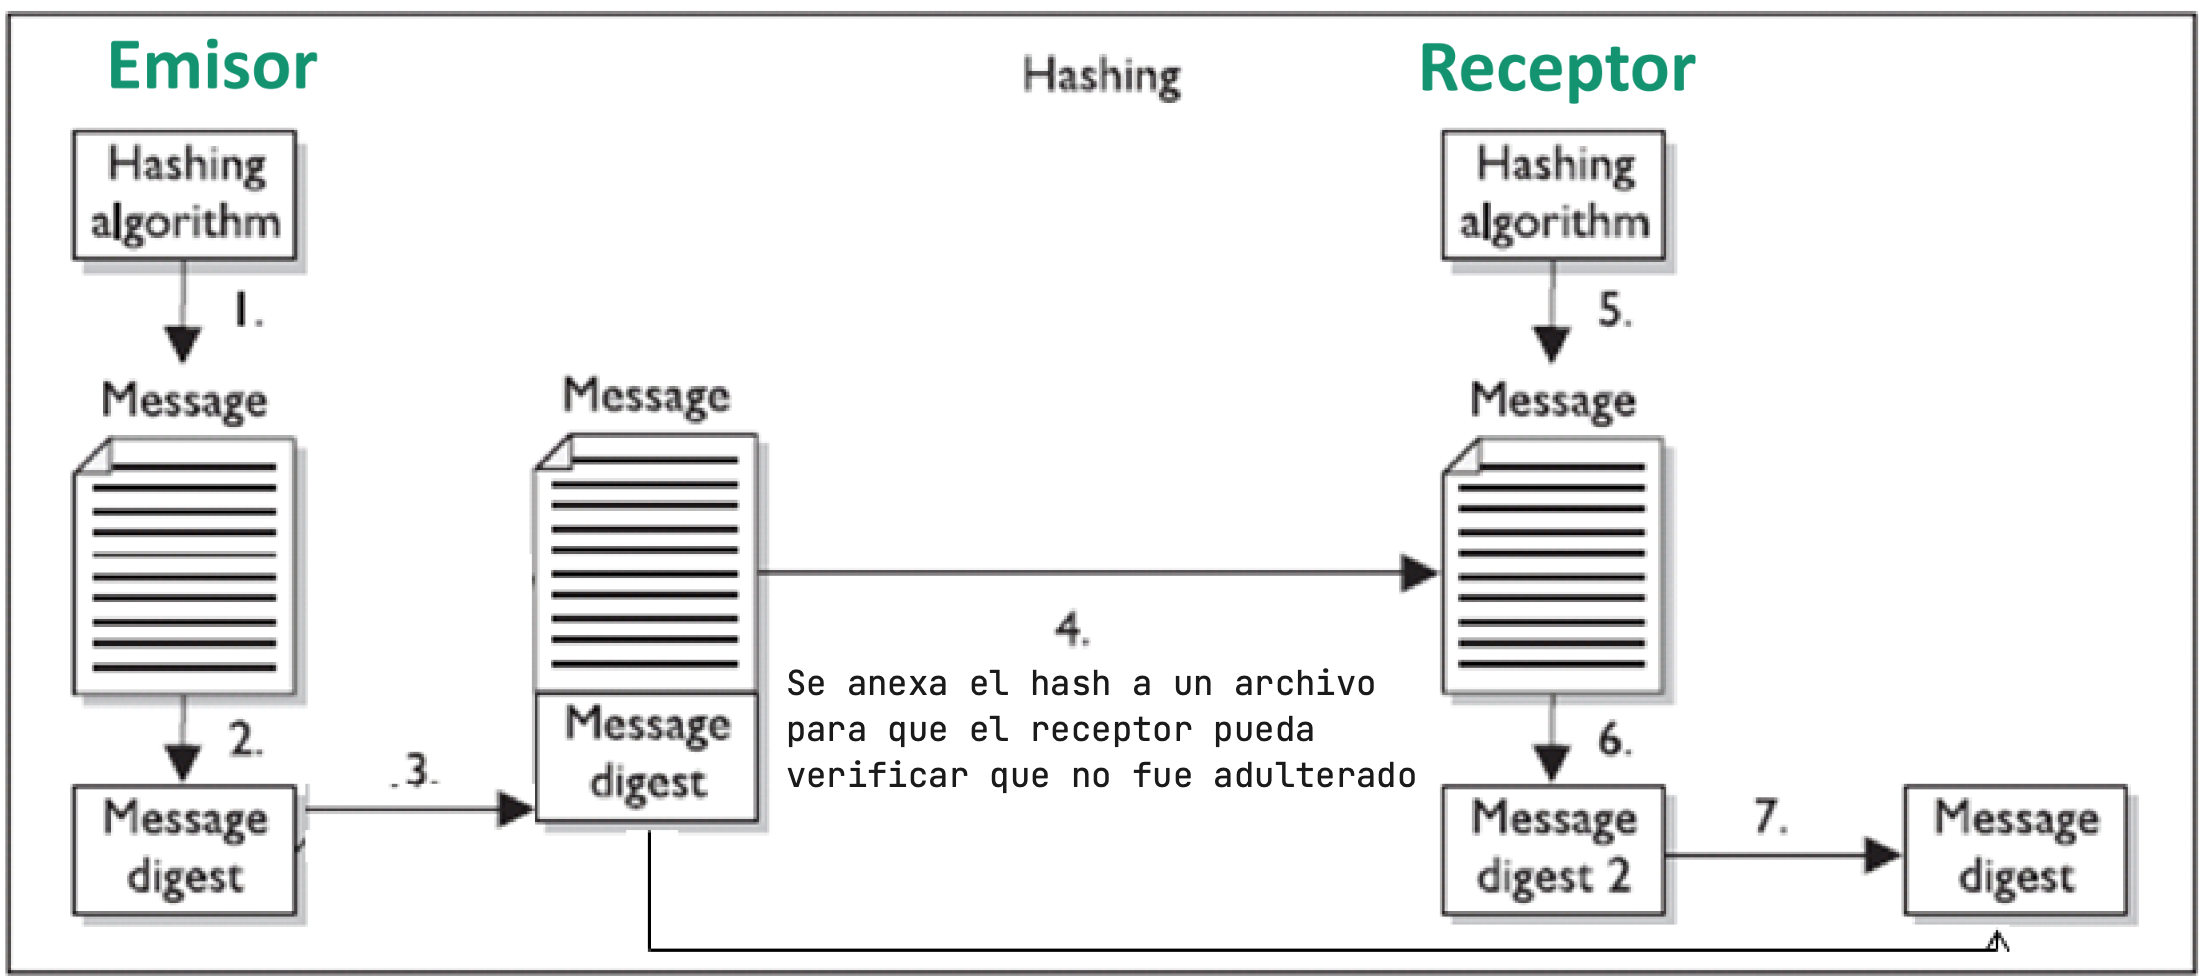 Emisor
Hashing
Receptor
Hashing
algorithm
Hashing
algorithm
1.
5.
Message
Message
Message
4.
Se anexa el hash a un archivo
para que el receptor pueda
verificar que no fue adulterado
Message
digest
2.
3.
6.
7.
Message
digest
Message
digest 2
Message
digest